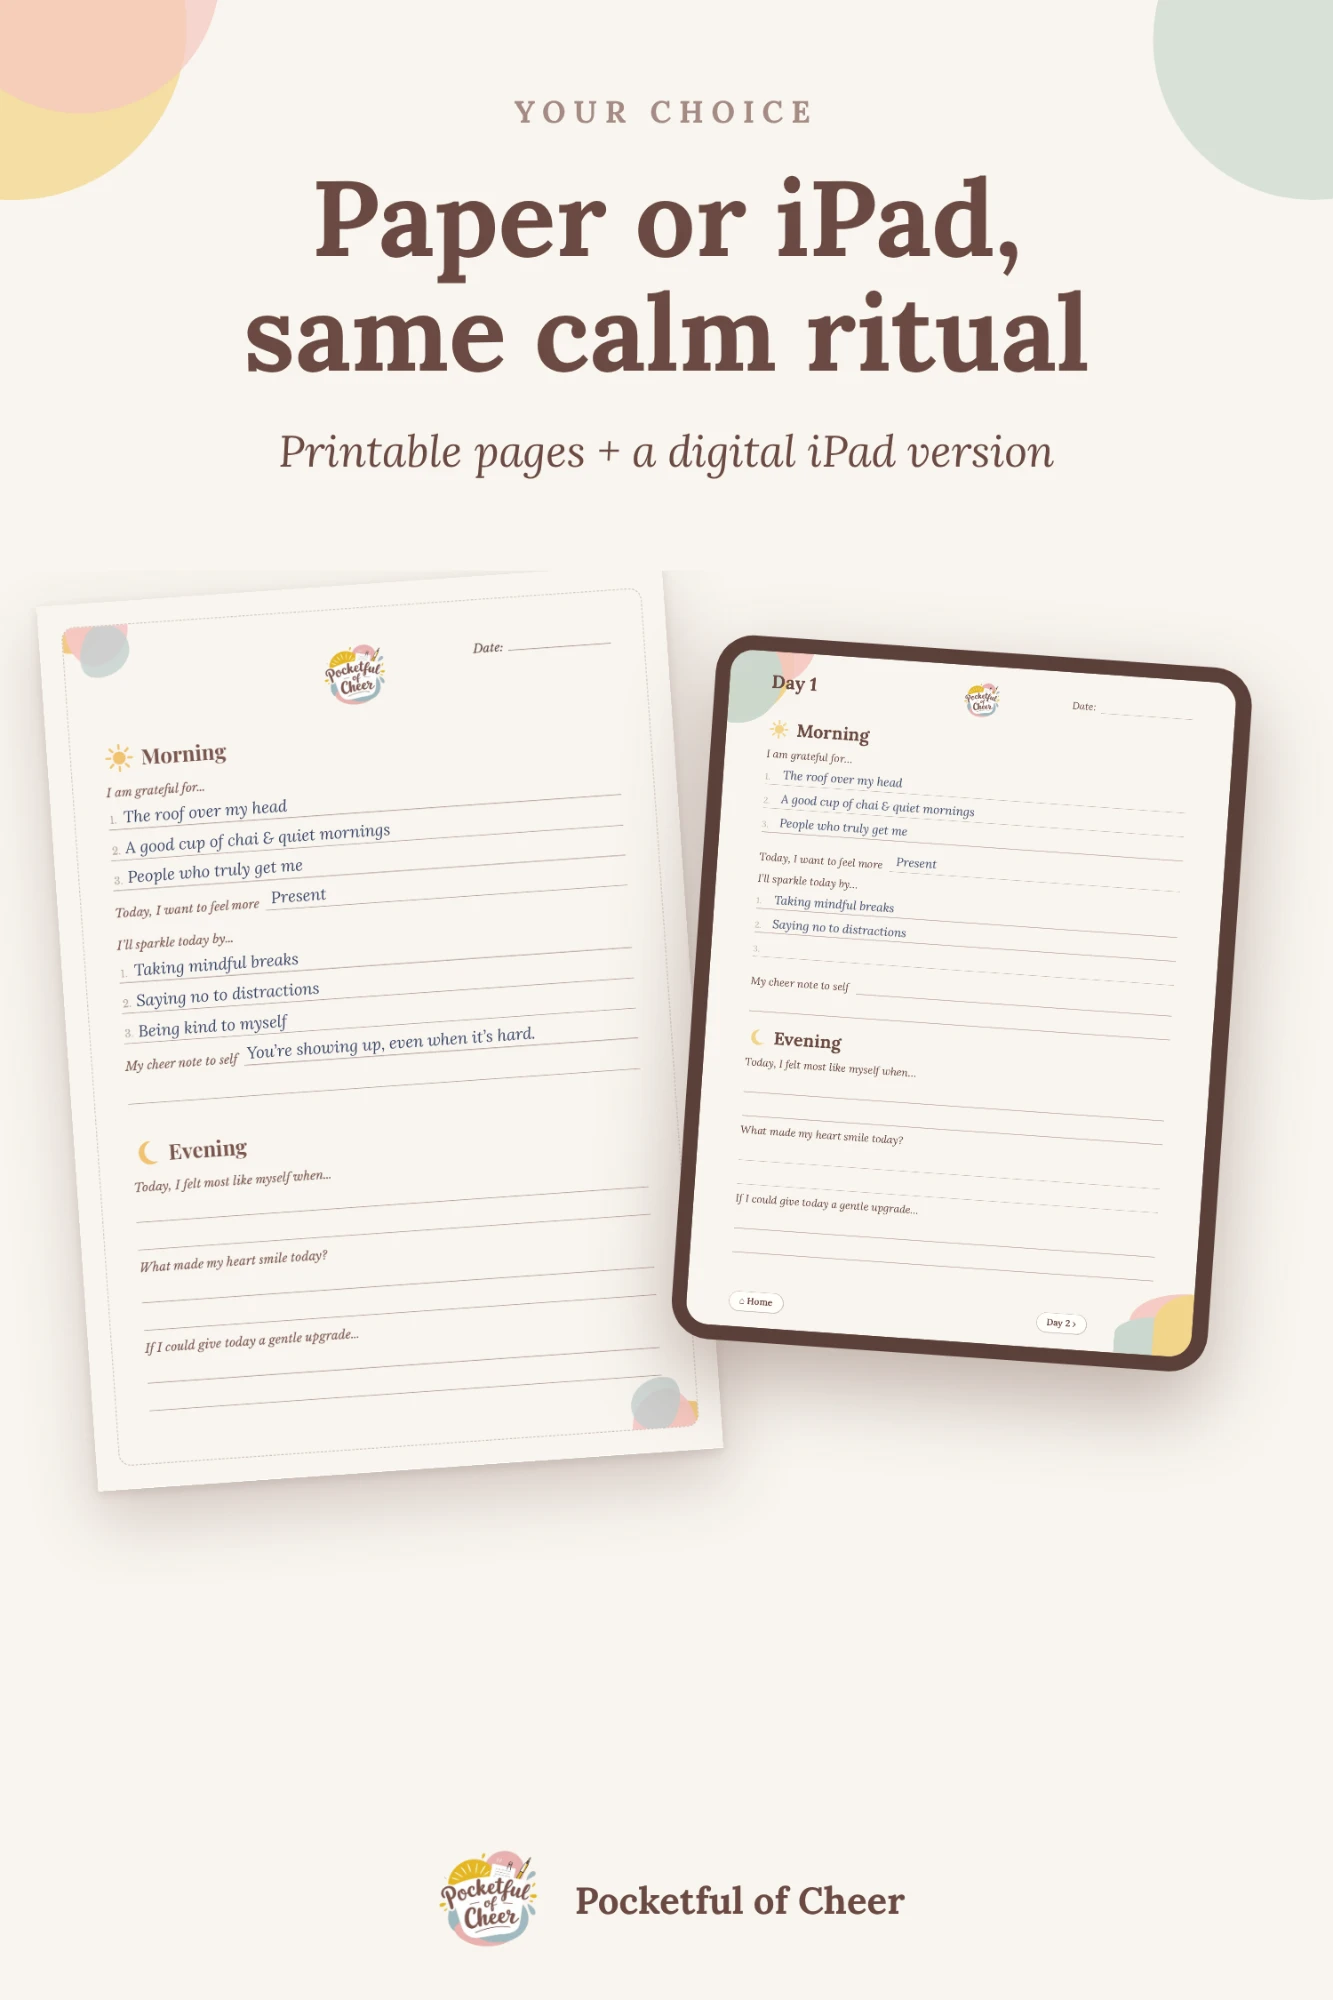 YOUR CHOICE
Paper or iPad,
same calm ritual
Printable pages + a digital iPad version
Pocketful
of
Cheer
Date:
Morning
I am grateful for...
1. The roof over my head
2. A good cup of chai & quiet mornings
3. People who truly get me
Today, I want to feel more Present
I'll sparkle today by...
1. Taking mindful breaks
2. Saying no to distractions
3. Being kind to myself
My cheer note to self You're showing up, even when it's hard.
Evening
Today, I felt most like myself when...
What made my heart smile today?
If I could give today a gentle upgrade...
Day 1
Pocketful
of
Cheer
Date:
Morning
I am grateful for...
1. The roof over my head
2. A good cup of chai & quiet mornings
3. People who truly get me
Today, I want to feel more Present
I'll sparkle today by...
1. Taking mindful breaks
2. Saying no to distractions
3.
My cheer note to self
Evening
Today, I felt most like myself when...
What made my heart smile today?
If I could give today a gentle upgrade...
⌂ Home
Day 2 ›
Pocketful
of
Cheer
Pocketful of Cheer